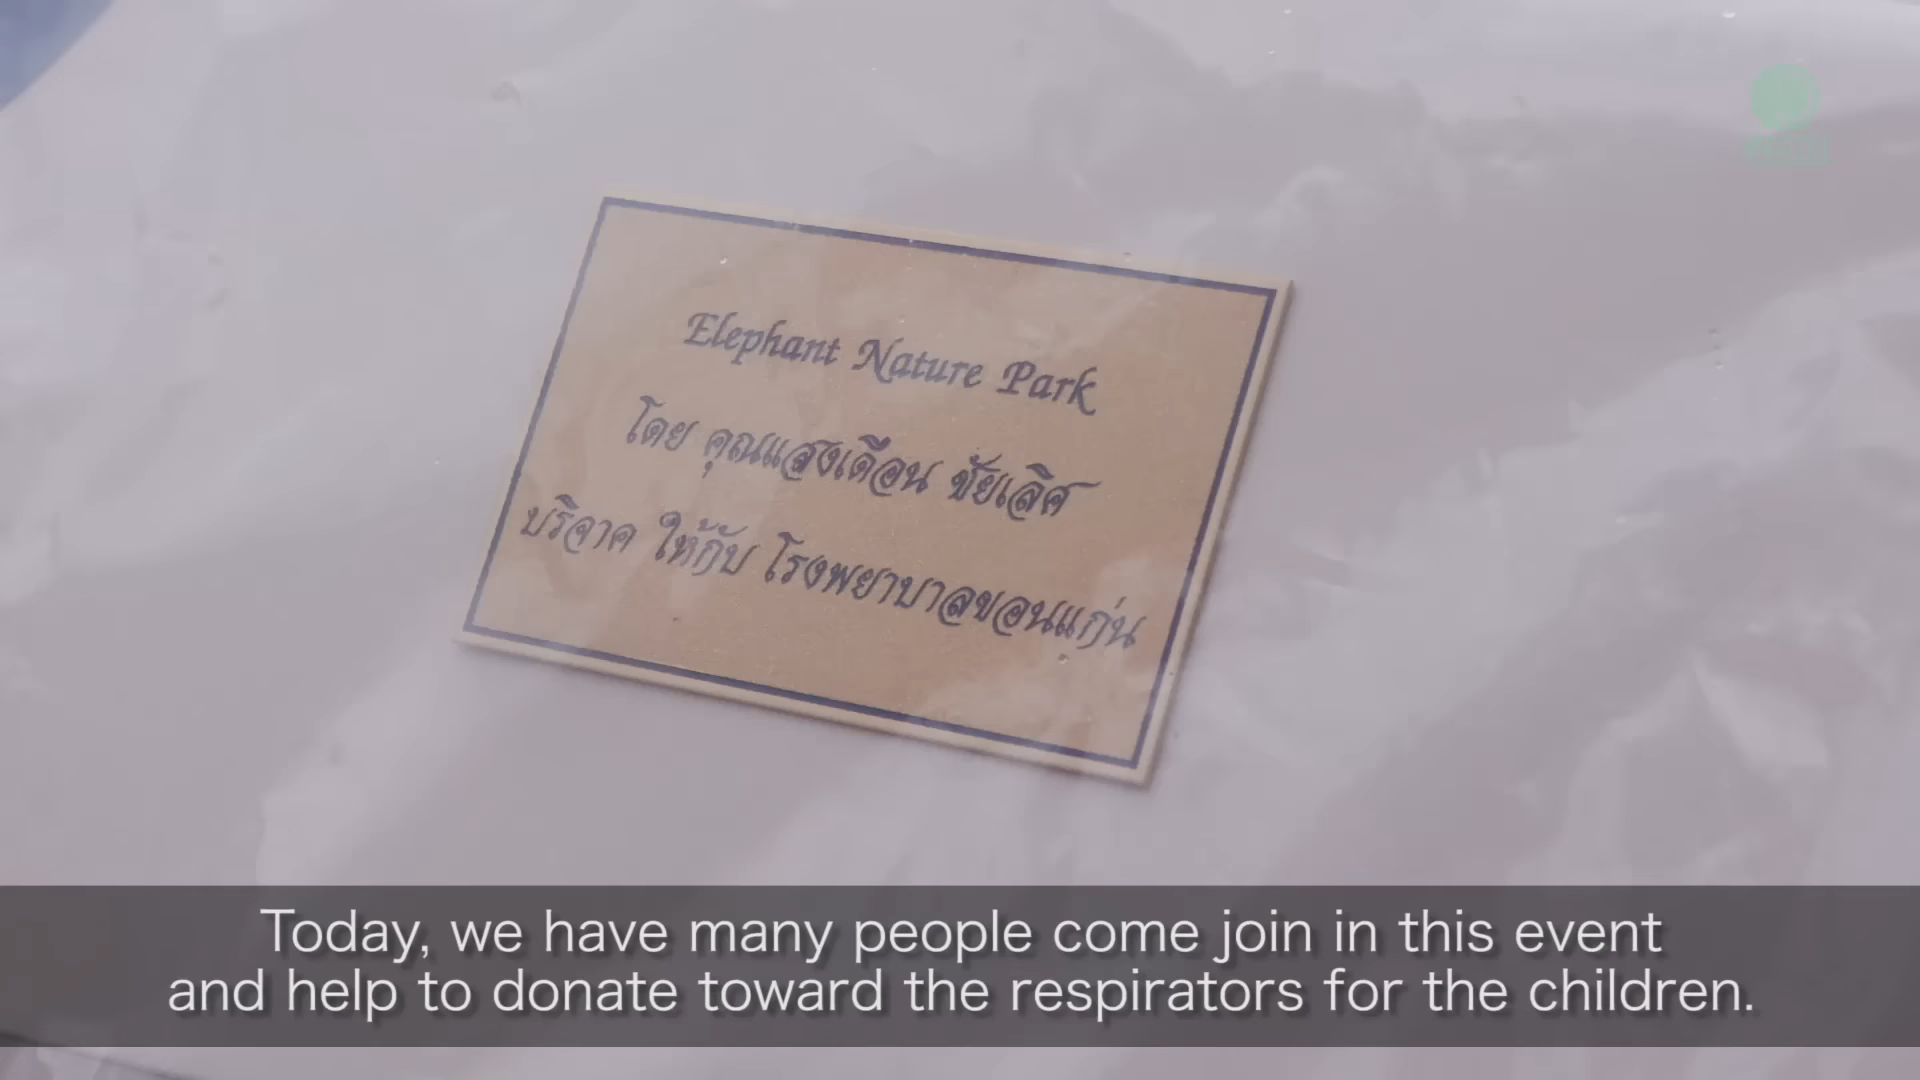 Elephant Nature Park
โดย คุณแสงเดือน ชัยเลิศ
บริจาค ให้กับ โรงพยาบาลขอนแก่น
Today, we have many people come join in this event
and help to donate toward the respirators for the children.